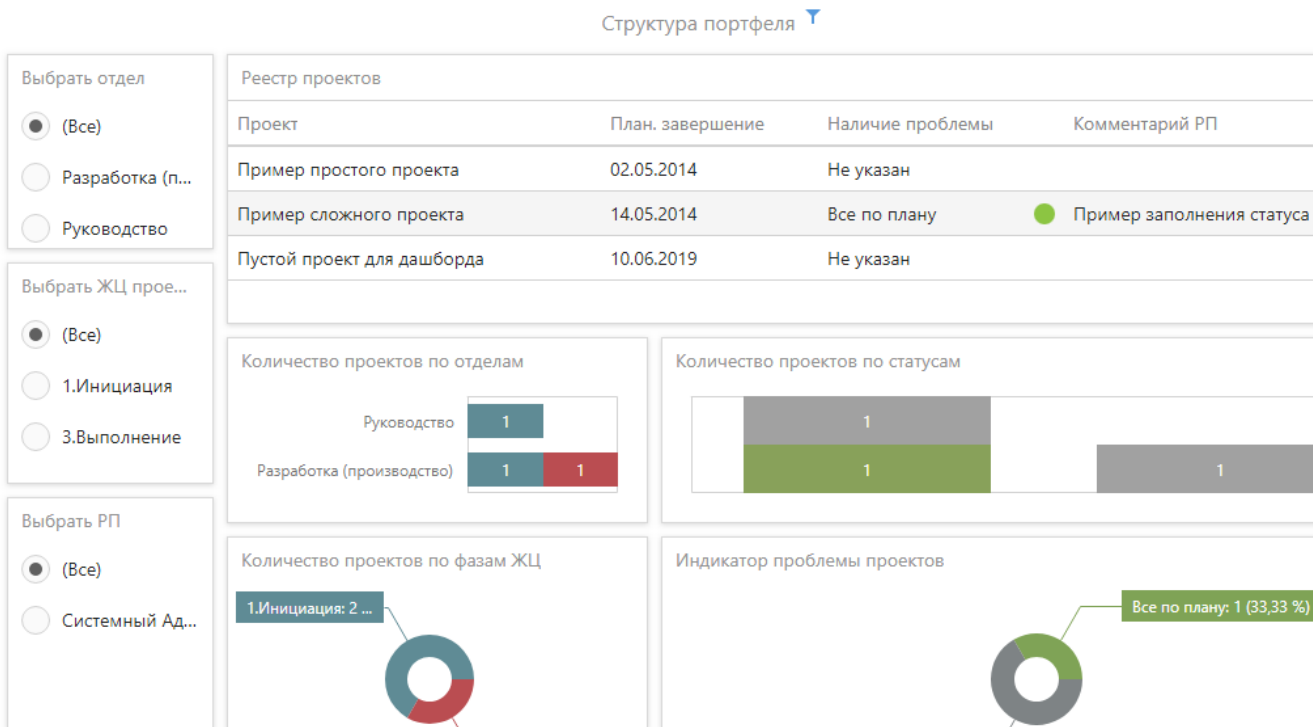 Структура портфеля
Выбрать отдел
(Все)
Разработка (п...
Руководство
Выбрать ЖЦ прое...
(Все)
1.Инициация
3.Выполнение
Выбрать РП
(Все)
Системный Ад...
Реестр проектов
Проект План. завершение Наличие проблемы Комментарий РП
Пример простого проекта 02.05.2014 Не указан
Пример сложного проекта 14.05.2014 Все по плану Пример заполнения статуса
Пустой проект для дашборда 10.06.2019 Не указан
Количество проектов по отделам
Руководство 1
Разработка (производство) 1 1
Количество проектов по статусам
1
1 1
Количество проектов по фазам ЖЦ
1.Инициация: 2 ...
Индикатор проблемы проектов
Все по плану: 1 (33,33 %)